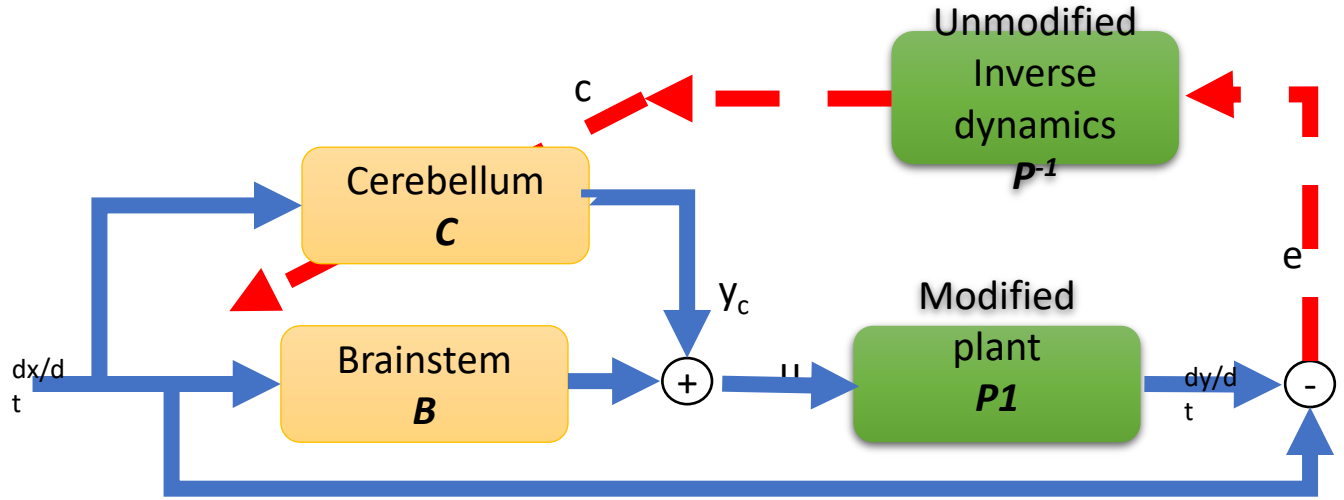 Unmodified
Inverse
dynamics
P-1
c
Cerebellum
C
e
yc
Modified
plant
P1
Brainstem
B
dx/d
t
+
u
dy/d
t
-